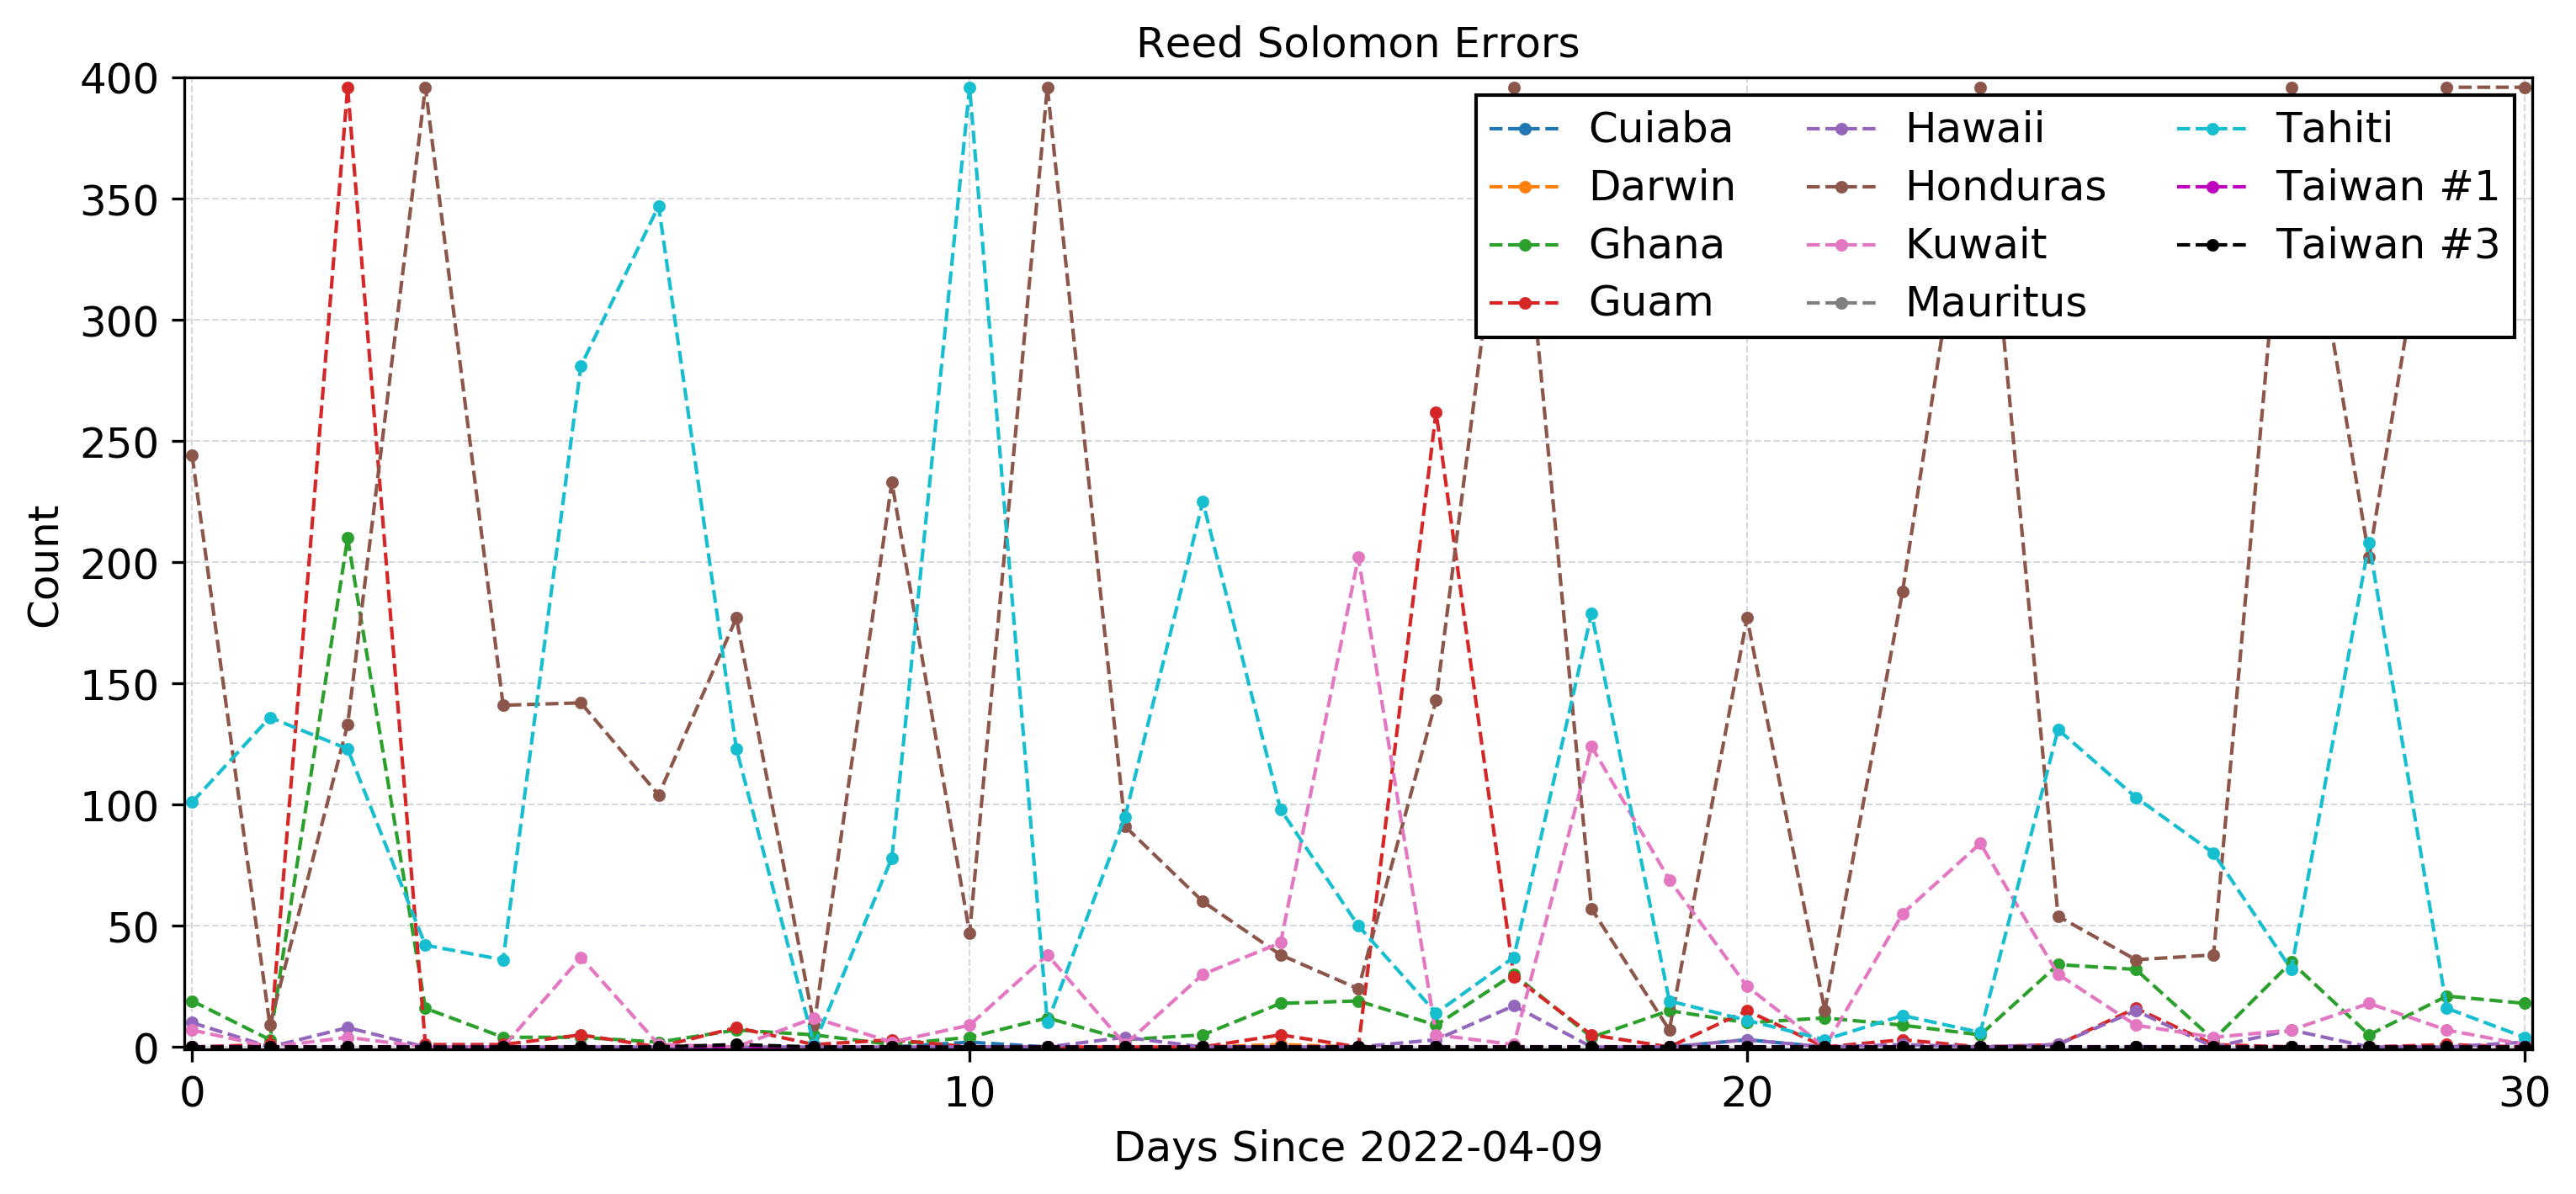 Reed Solomon Errors
400
350
300
250
200
150
100
50
0
Count
Cuiaba
Darwin
Ghana
Guam
Hawaii
Honduras
Kuwait
Mauritus
Tahiti
Taiwan #1
Taiwan #3
0 10 20 30
Days Since 2022-04-09